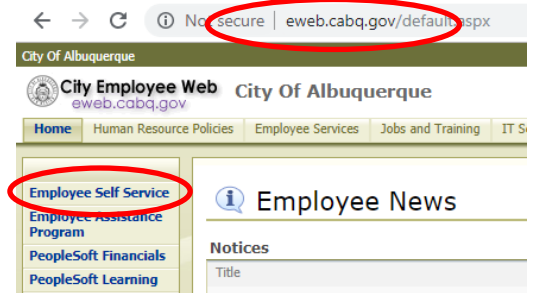 Not secure | eweb.cabq.gov/default.aspx
City Of Albuquerque
City Employee Web
eweb.cabq.gov
City Of Albuquerque
Home Human Resource Policies Employee Services Jobs and Training IT
Employee Self Service
Employee Assistance
Program
PeopleSoft Financials
PeopleSoft Learning
Employee News
Notices
Title